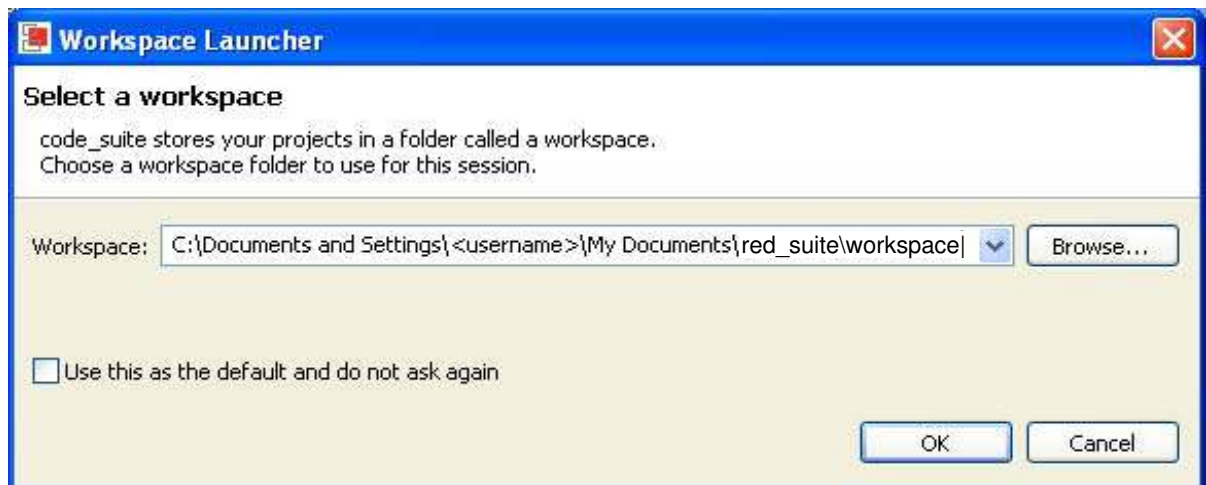 Workspace Launcher
Select a workspace
code_suite stores your projects in a folder called a workspace.
Choose a workspace folder to use for this session.
Workspace: C:\Documents and Settings\<username>\My Documents\red_suite\workspace Browse...
Use this as the default and do not ask again
OK Cancel